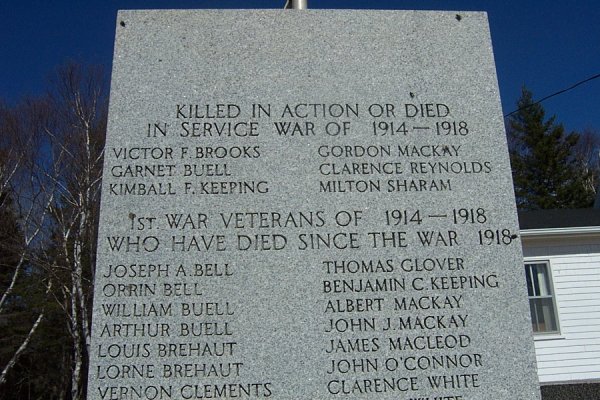 KILLED IN ACTION OR DIED
IN SERVICE WAR OF 1914 — 1918
VICTOR F. BROOKS GORDON MACKAY
GARNET BUELL CLARENCE REYNOLDS
KIMBALL F. KEEPING MILTON SHARAM
1ST. WAR VETERANS OF 1914 — 1918
WHO HAVE DIED SINCE THE WAR 1918
JOSEPH A. BELL THOMAS GLOVER
ORRIN BELL BENJAMIN C. KEEPING
WILLIAM BUELL ALBERT MACKAY
ARTHUR BUELL JOHN J. MACKAY
LOUIS BREHAUT JAMES MACLEOD
LORNE BREHAUT JOHN O'CONNOR
VERNON CLEMENTS CLARENCE WHITE
WHITE